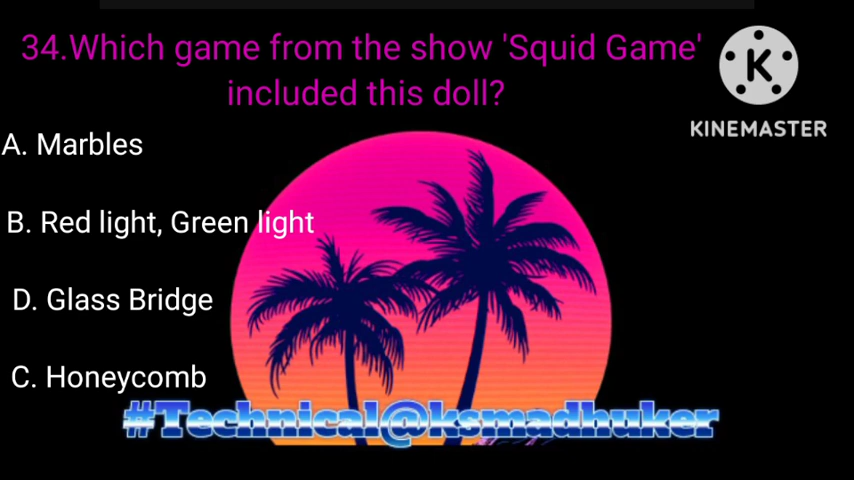 34.Which game from the show 'Squid Game'
included this doll?
KINEMASTER
A. Marbles
B. Red light, Green light
D. Glass Bridge
C. Honeycomb
#Technical@ksmadhuker